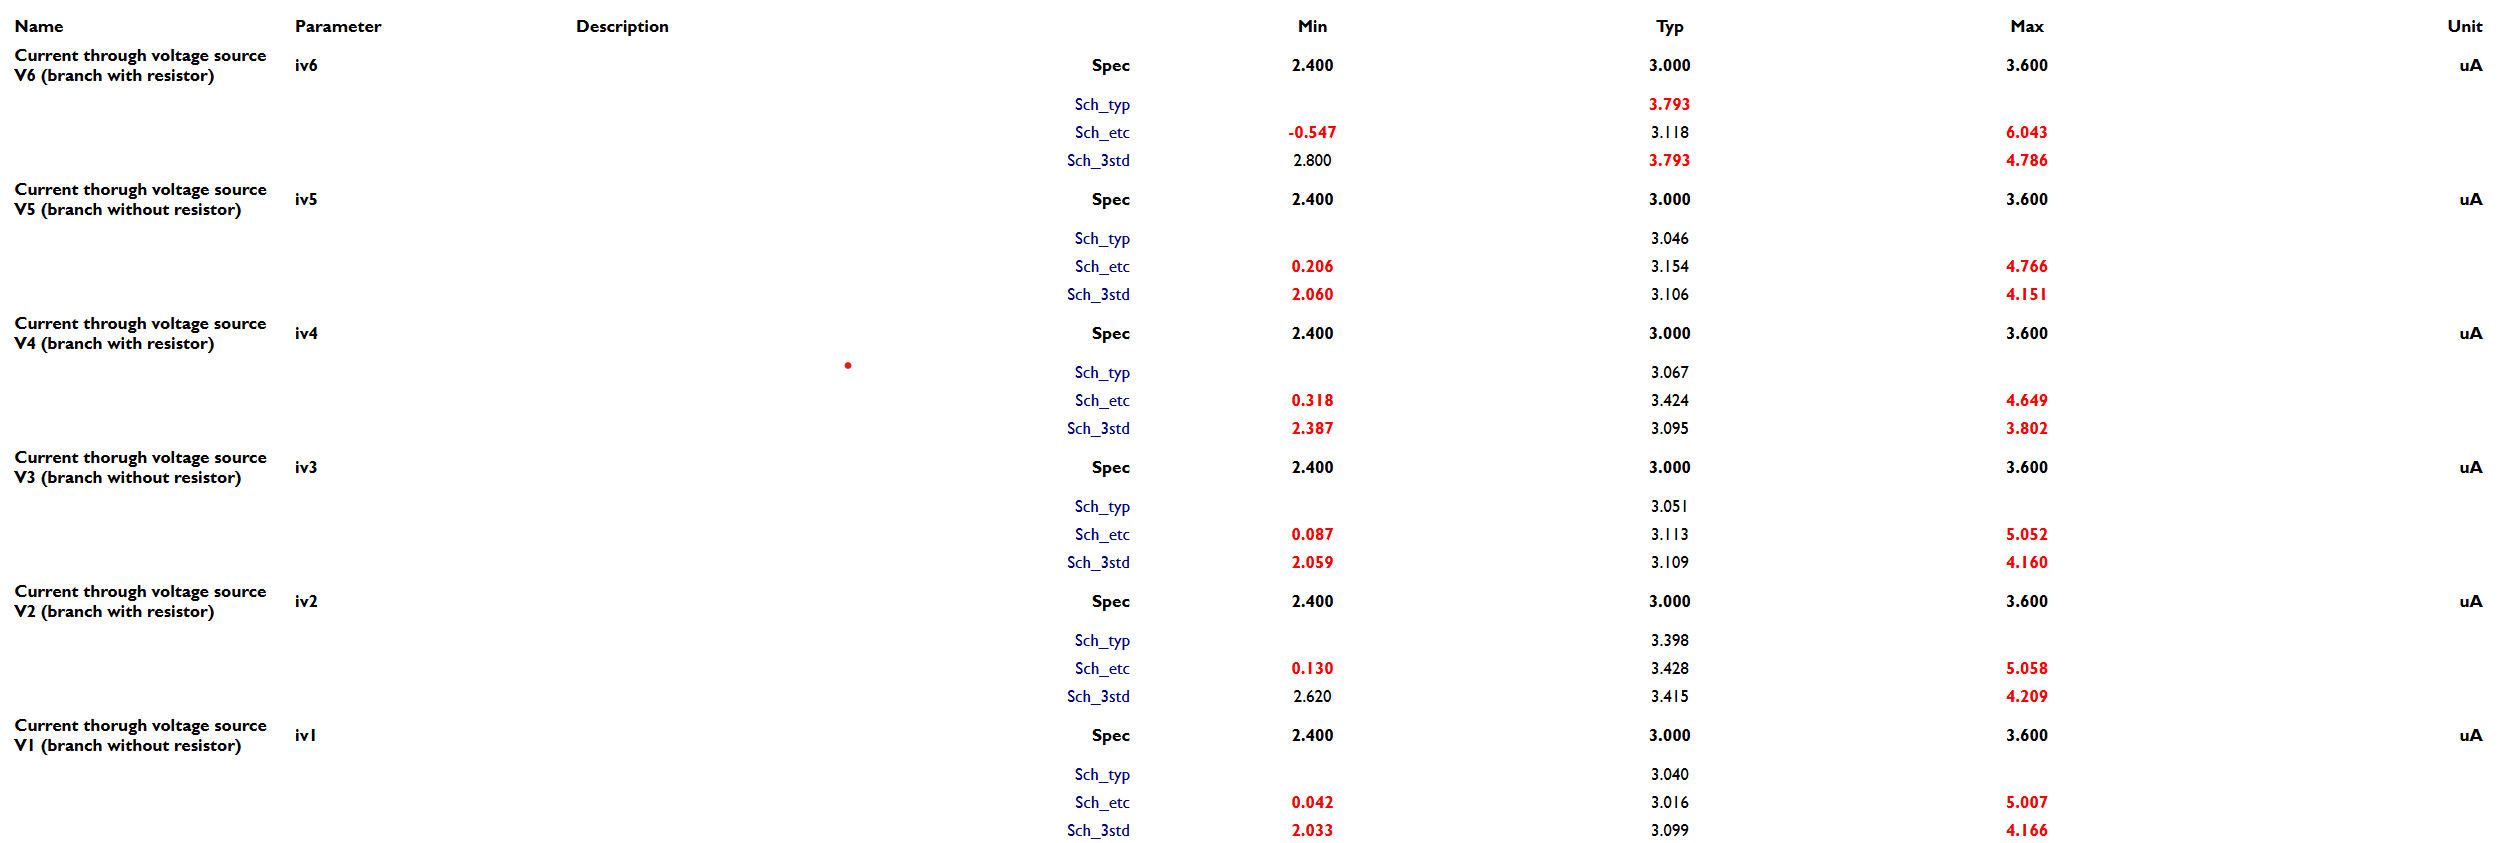 Name Parameter Description Min Typ Max Unit
Current through voltage source
V6 (branch with resistor) iv6 Spec 2.400 3.000 3.600 uA
Sch_typ 3.793
Sch_etc -0.547 3.118 6.043
Sch_3std 2.800 3.793 4.786
Current thorugh voltage source
V5 (branch without resistor) iv5 Spec 2.400 3.000 3.600 uA
Sch_typ 3.046
Sch_etc 0.206 3.154 4.766
Sch_3std 2.060 3.106 4.151
Current through voltage source
V4 (branch with resistor) iv4 Spec 2.400 3.000 3.600 uA
Sch_typ 3.067
Sch_etc 0.318 3.424 4.649
Sch_3std 2.387 3.095 3.802
Current thorugh voltage source
V3 (branch without resistor) iv3 Spec 2.400 3.000 3.600 uA
Sch_typ 3.051
Sch_etc 0.087 3.113 5.052
Sch_3std 2.059 3.109 4.160
Current through voltage source
V2 (branch with resistor) iv2 Spec 2.400 3.000 3.600 uA
Sch_typ 3.398
Sch_etc 0.130 3.428 5.058
Sch_3std 2.620 3.415 4.209
Current thorugh voltage source
V1 (branch without resistor) iv1 Spec 2.400 3.000 3.600 uA
Sch_typ 3.040
Sch_etc 0.042 3.016 5.007
Sch_3std 2.033 3.099 4.166